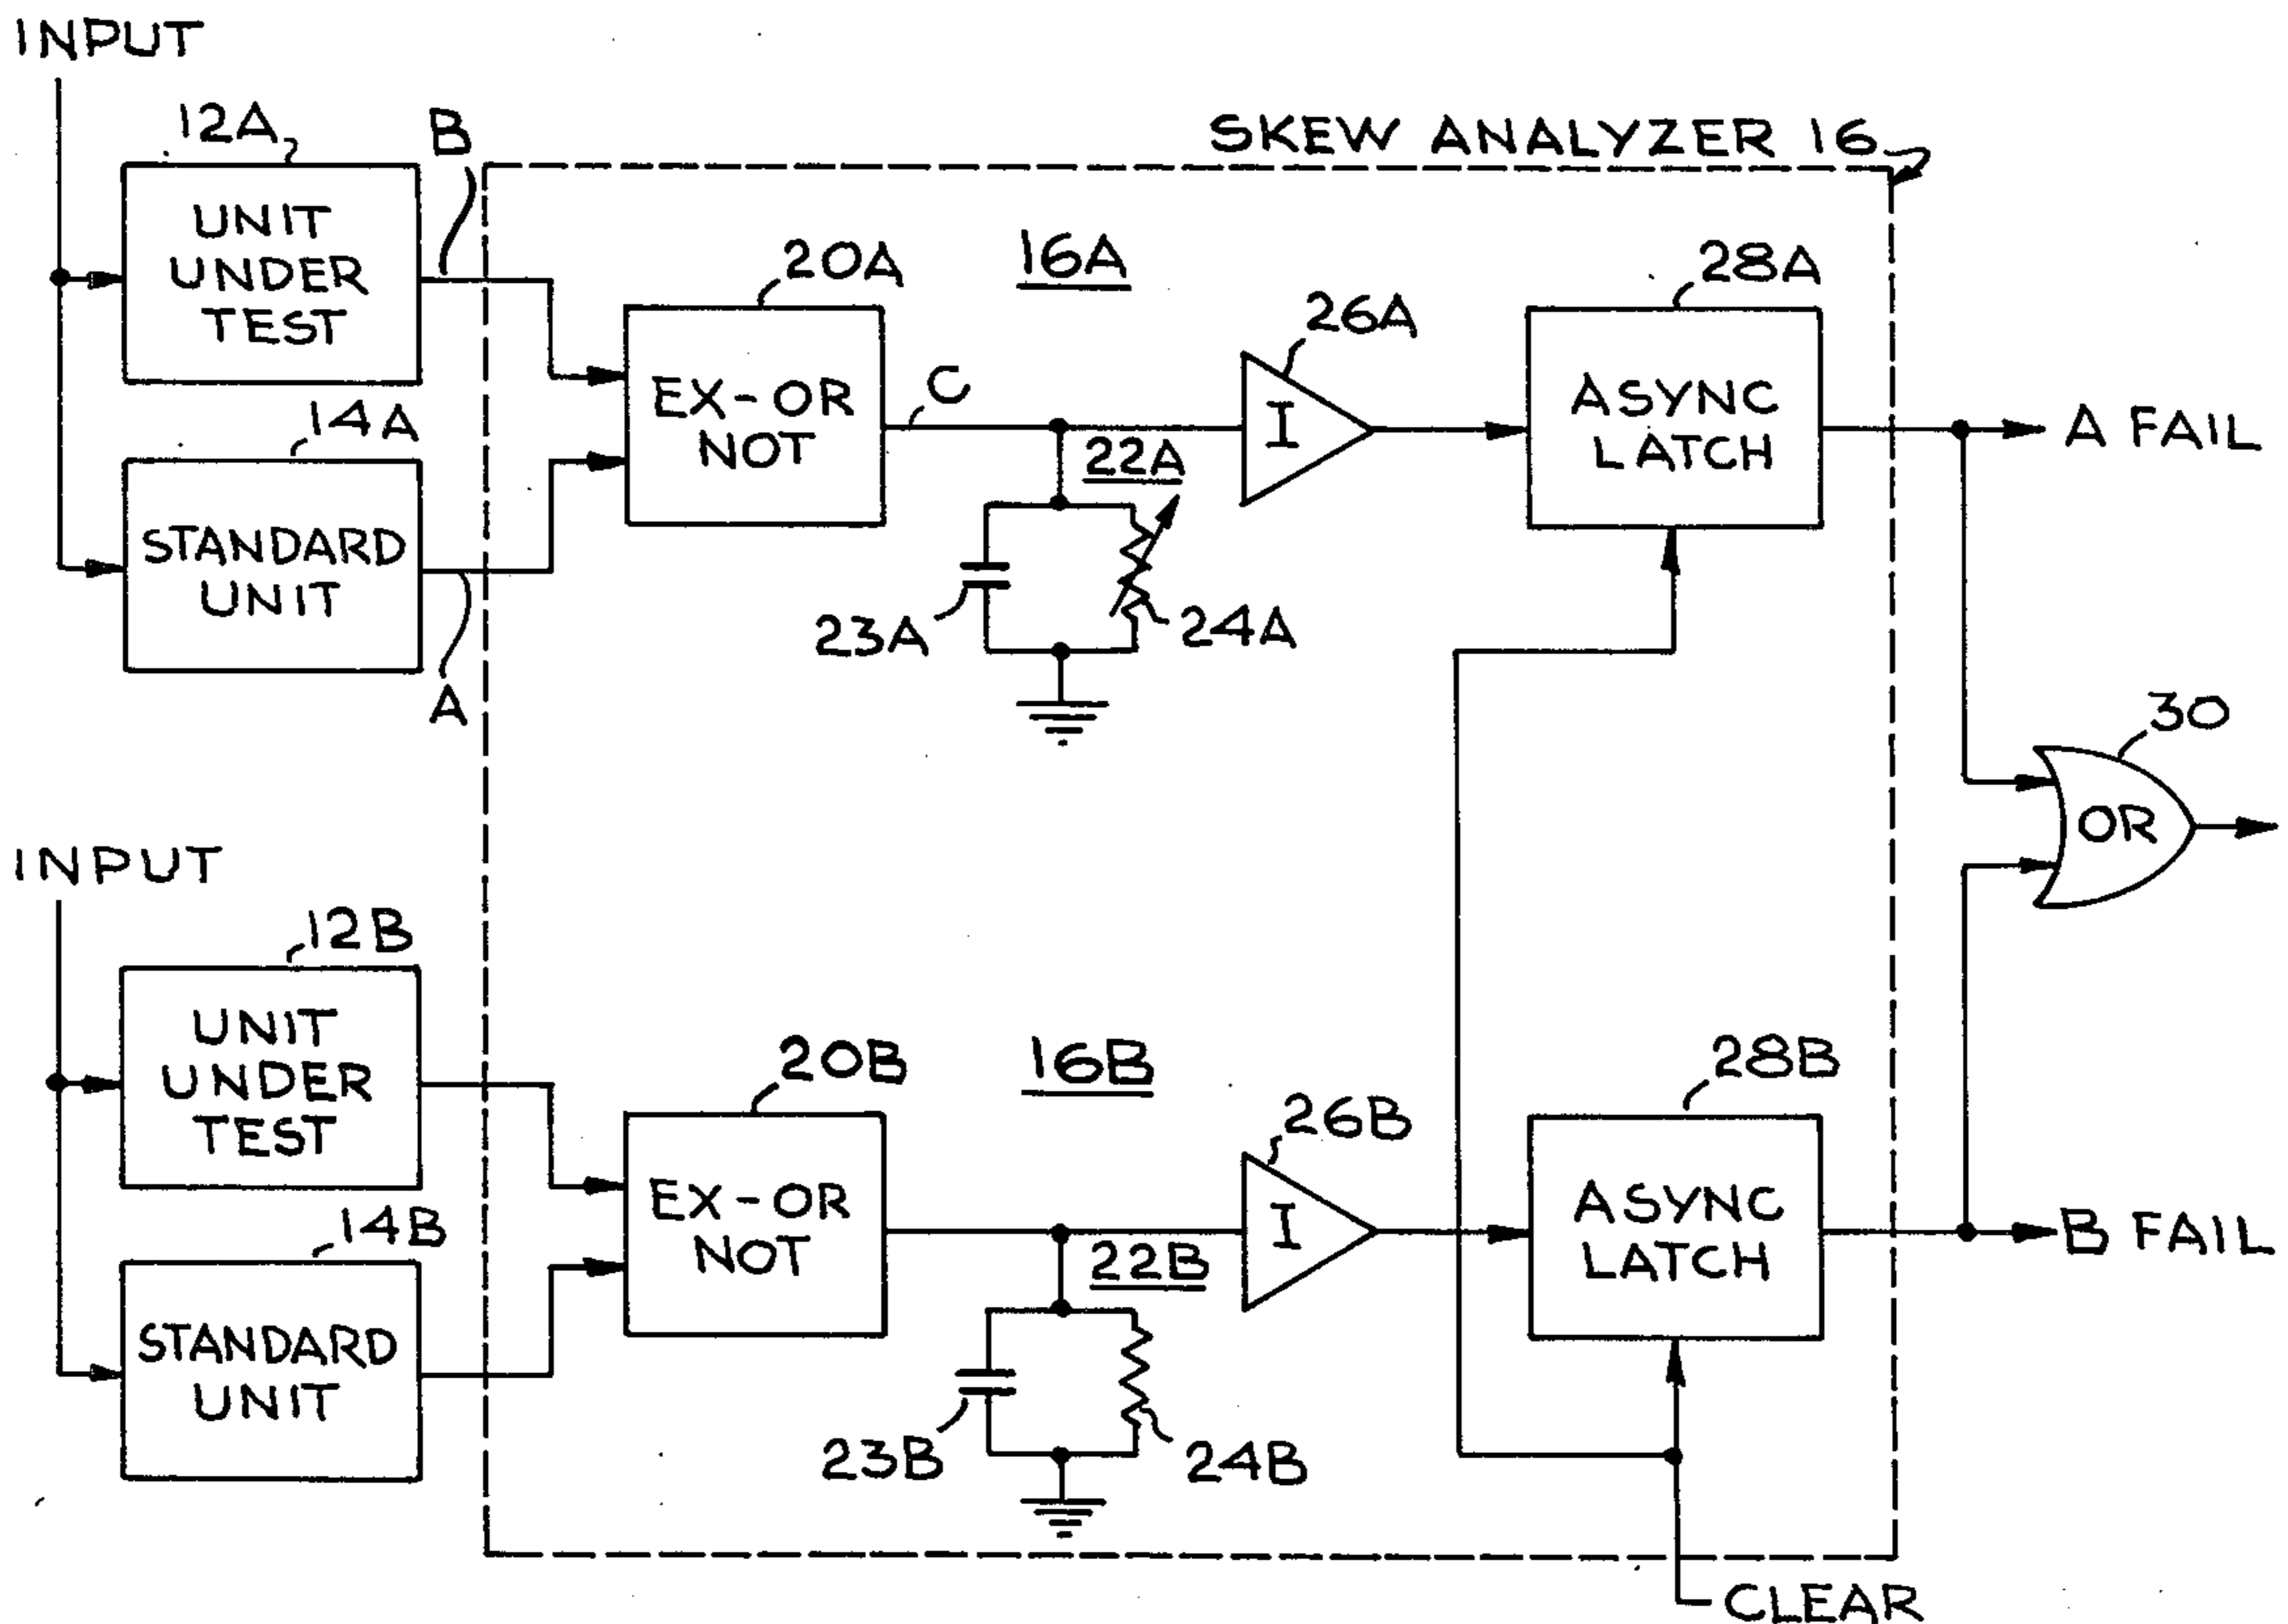 INPUT
12A
B
SKEW ANALYZER 16
UNIT
UNDER
TEST
20A
16A
28A
26A
14A
EX-OR
NOT
C
I
ASYNC
LATCH
A FAIL
22A
STANDARD
UNIT
23A
24A
A
30
OR
INPUT
12B
UNIT
UNDER
TEST
20B
16B
28B
26B
14B
EX-OR
NOT
I
ASYNC
LATCH
B FAIL
22B
STANDARD
UNIT
23B
24B
CLEAR